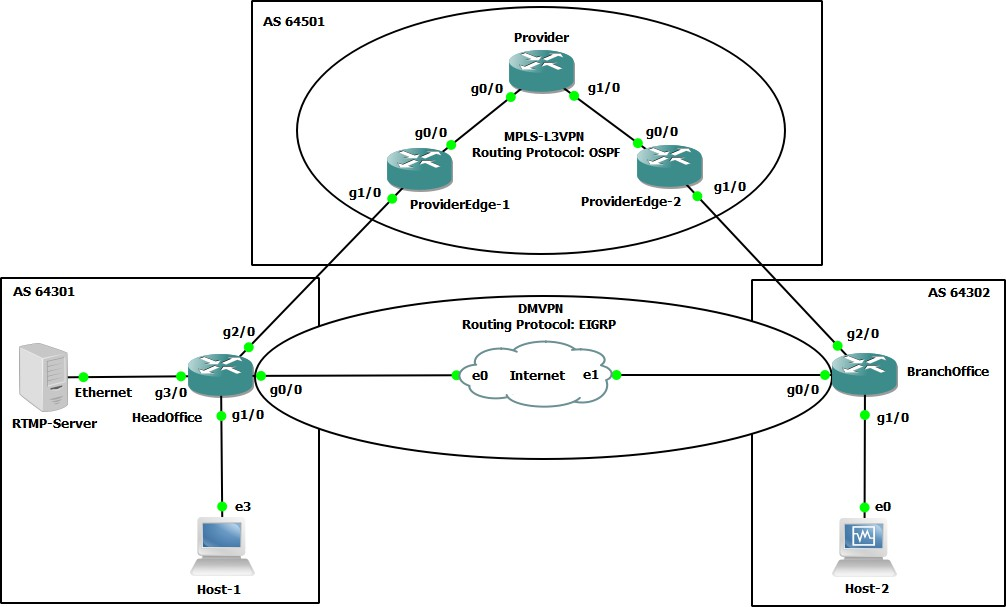 AS 64501
Provider
g0/0
g1/0
g0/0
MPLS-L3VPN
g0/0
Routing Protocol: OSPF
g1/0
ProviderEdge-1
ProviderEdge-2
g1/0
AS 64301
AS 64302
DMVPN
Routing Protocol: EIGRP
g2/0
g2/0
Ethernet
g3/0
g0/0
e0
Internet
e1
g0/0
BranchOffice
RTMP-Server
HeadOffice
g1/0
g1/0
e3
e0
Host-1
Host-2